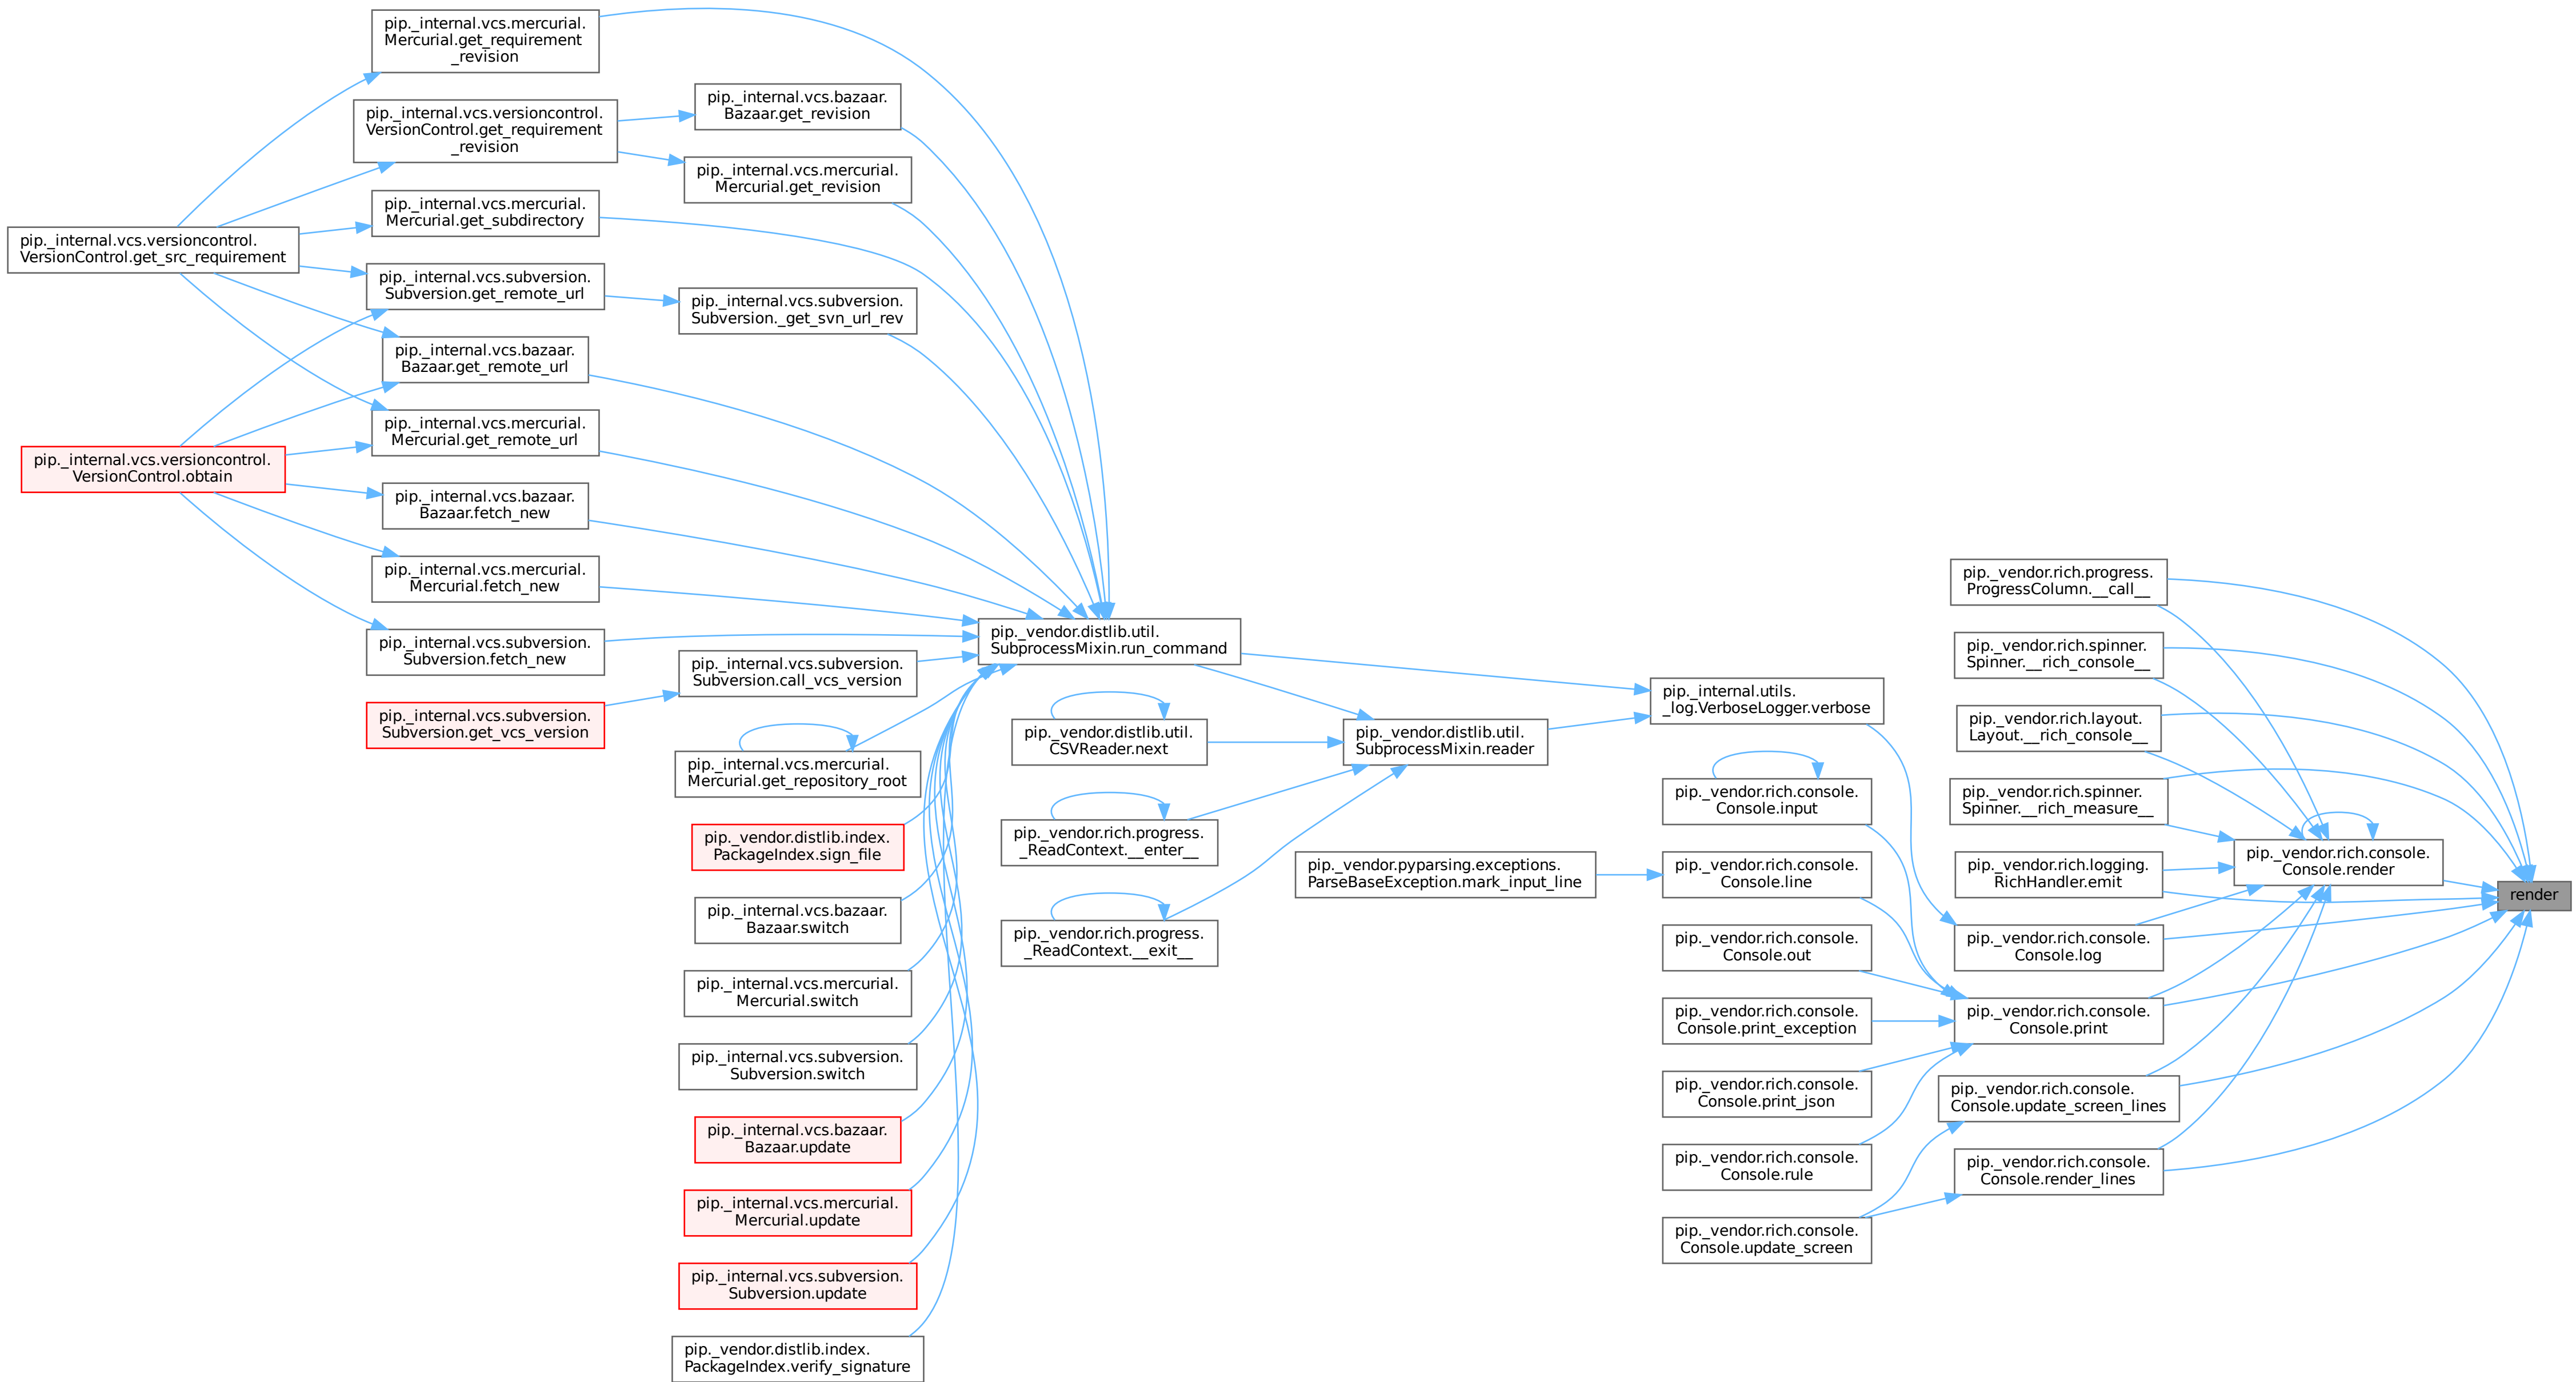 pip._internal.vcs.versioncontrol.
VersionControl.get_src_requirement
pip._internal.vcs.versioncontrol.
VersionControl.obtain
pip._internal.vcs.mercurial.
Mercurial.get_requirement
_revision
pip._internal.vcs.versioncontrol.
VersionControl.get_requirement
_revision
pip._internal.vcs.mercurial.
Mercurial.get_subdirectory
pip._internal.vcs.subversion.
Subversion.get_remote_url
pip._internal.vcs.bazaar.
Bazaar.get_remote_url
pip._internal.vcs.mercurial.
Mercurial.get_remote_url
pip._internal.vcs.bazaar.
Bazaar.fetch_new
pip._internal.vcs.mercurial.
Mercurial.fetch_new
pip._internal.vcs.subversion.
Subversion.fetch_new
pip._internal.vcs.subversion.
Subversion.get_vcs_version
pip._internal.vcs.bazaar.
Bazaar.get_revision
pip._internal.vcs.mercurial.
Mercurial.get_revision
pip._internal.vcs.subversion.
Subversion._get_svn_url_rev
pip._internal.vcs.subversion.
Subversion.call_vcs_version
pip._internal.vcs.mercurial.
Mercurial.get_repository_root
pip._vendor.distlib.index.
PackageIndex.sign_file
pip._internal.vcs.bazaar.
Bazaar.switch
pip._internal.vcs.mercurial.
Mercurial.switch
pip._internal.vcs.subversion.
Subversion.switch
pip._internal.vcs.bazaar.
Bazaar.update
pip._internal.vcs.mercurial.
Mercurial.update
pip._internal.vcs.subversion.
Subversion.update
pip._vendor.distlib.index.
PackageIndex.verify_signature
pip._vendor.distlib.util.
SubprocessMixin.run_command
pip._vendor.distlib.util.
CSVReader.next
pip._vendor.rich.progress.
_ReadContext.__enter__
pip._vendor.rich.progress.
_ReadContext.__exit__
pip._vendor.distlib.util.
SubprocessMixin.reader
pip._vendor.pyparsing.exceptions.
ParseBaseException.mark_input_line
pip._internal.utils.
_log.VerboseLogger.verbose
pip._vendor.rich.console.
Console.input
pip._vendor.rich.console.
Console.line
pip._vendor.rich.console.
Console.out
pip._vendor.rich.console.
Console.print_exception
pip._vendor.rich.console.
Console.print_json
pip._vendor.rich.console.
Console.rule
pip._vendor.rich.console.
Console.update_screen
pip._vendor.rich.progress.
ProgressColumn.__call__
pip._vendor.rich.spinner.
Spinner.__rich_console__
pip._vendor.rich.layout.
Layout.__rich_console__
pip._vendor.rich.spinner.
Spinner.__rich_measure__
pip._vendor.rich.logging.
RichHandler.emit
pip._vendor.rich.console.
Console.log
pip._vendor.rich.console.
Console.print
pip._vendor.rich.console.
Console.update_screen_lines
pip._vendor.rich.console.
Console.render_lines
pip._vendor.rich.console.
Console.render
render